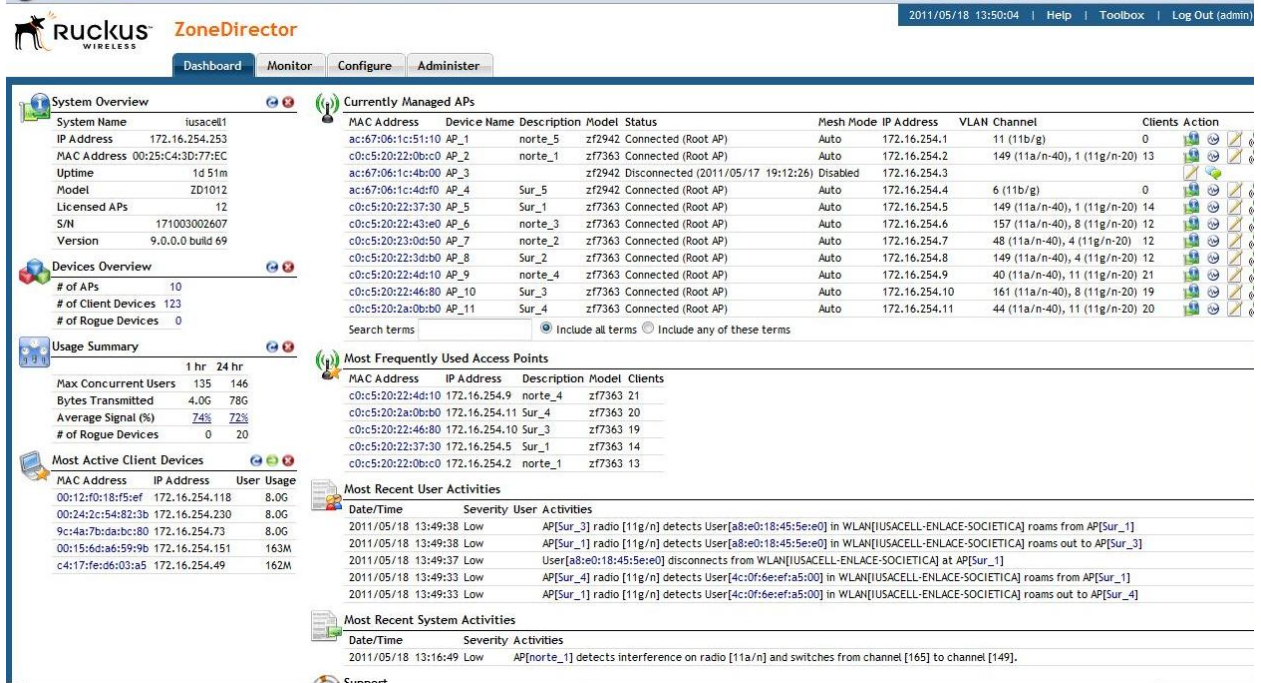 2011/05/18 13:50:04 | Help | Toolbox | Log Out (admin)
RUCKUS WIRELESS
ZoneDirector
Dashboard Monitor Configure Administer
System Overview
System Name iusacell1
IP Address 172.16.254.253
MAC Address 00:25:C4:3D:77:EC
Uptime 1d 51m
Model ZD1012
Licensed APs 12
S/N 171003002607
Version 9.0.0.0 build 69
Devices Overview
# of APs 10
# of Client Devices 123
# of Rogue Devices 0
Usage Summary
1 hr 24 hr
Max Concurrent Users 135 146
Bytes Transmitted 4.0G 78G
Average Signal (%) 74% 72%
# of Rogue Devices 0 20
Most Active Client Devices
MAC Address IP Address User Usage
00:12:f0:18:f5:ef 172.16.254.118 8.0G
00:24:2c:54:82:3b 172.16.254.230 8.0G
9c:4a:7b:da:bc:80 172.16.254.73 8.0G
00:15:6d:a6:59:9b 172.16.254.151 163M
c4:17:fe:d6:03:a5 172.16.254.49 162M
Currently Managed APs
MAC Address Device Name Description Model Status Mesh Mode IP Address VLAN Channel Clients Action
ac:67:06:1c:51:10 AP_1 norte_5 zf2942 Connected (Root AP) Auto 172.16.254.1 11 (11b/g) 0
c0:c5:20:22:0b:c0 AP_2 norte_1 zf7363 Connected (Root AP) Auto 172.16.254.2 149 (11a/n-40), 1 (11g/n-20) 13
ac:67:06:1c:4b:00 AP_3 zf2942 Disconnected (2011/05/17 19:12:26) Disabled 172.16.254.3
ac:67:06:1c:4d:f0 AP_4 Sur_5 zf2942 Connected (Root AP) Auto 172.16.254.4 6 (11b/g) 0
c0:c5:20:22:37:30 AP_5 Sur_1 zf7363 Connected (Root AP) Auto 172.16.254.5 149 (11a/n-40), 1 (11g/n-20) 14
c0:c5:20:22:43:e0 AP_6 norte_3 zf7363 Connected (Root AP) Auto 172.16.254.6 157 (11a/n-40), 8 (11g/n-20) 12
c0:c5:20:23:0d:50 AP_7 norte_2 zf7363 Connected (Root AP) Auto 172.16.254.7 48 (11a/n-40), 4 (11g/n-20) 12
c0:c5:20:22:3d:b0 AP_8 Sur_2 zf7363 Connected (Root AP) Auto 172.16.254.8 149 (11a/n-40), 4 (11g/n-20) 12
c0:c5:20:22:4d:10 AP_9 norte_4 zf7363 Connected (Root AP) Auto 172.16.254.9 40 (11a/n-40), 11 (11g/n-20) 21
c0:c5:20:22:46:80 AP_10 Sur_3 zf7363 Connected (Root AP) Auto 172.16.254.10 161 (11a/n-40), 8 (11g/n-20) 19
c0:c5:20:2a:0b:b0 AP_11 Sur_4 zf7363 Connected (Root AP) Auto 172.16.254.11 44 (11a/n-40), 11 (11g/n-20) 20
Search terms Include all terms Include any of these terms
Most Frequently Used Access Points
MAC Address IP Address Description Model Clients
c0:c5:20:22:4d:10 172.16.254.9 norte_4 zf7363 21
c0:c5:20:2a:0b:b0 172.16.254.11 Sur_4 zf7363 20
c0:c5:20:22:46:80 172.16.254.10 Sur_3 zf7363 19
c0:c5:20:22:37:30 172.16.254.5 Sur_1 zf7363 14
c0:c5:20:22:0b:c0 172.16.254.2 norte_1 zf7363 13
Most Recent User Activities
Date/Time Severity User Activities
2011/05/18 13:49:38 Low AP[Sur_3] radio [11g/n] detects User[a8:e0:18:45:5e:e0] in WLAN[IUSACELL-ENLACE-SOCIETICA] roams from AP[Sur_1]
2011/05/18 13:49:38 Low AP[Sur_1] radio [11g/n] detects User[a8:e0:18:45:5e:e0] in WLAN[IUSACELL-ENLACE-SOCIETICA] roams out to AP[Sur_3]
2011/05/18 13:49:37 Low User[a8:e0:18:45:5e:e0] disconnects from WLAN[IUSACELL-ENLACE-SOCIETICA] at AP[Sur_1]
2011/05/18 13:49:33 Low AP[Sur_4] radio [11g/n] detects User[4c:0f:6e:ef:a5:00] in WLAN[IUSACELL-ENLACE-SOCIETICA] roams from AP[Sur_1]
2011/05/18 13:49:33 Low AP[Sur_1] radio [11g/n] detects User[4c:0f:6e:ef:a5:00] in WLAN[IUSACELL-ENLACE-SOCIETICA] roams out to AP[Sur_4]
Most Recent System Activities
Date/Time Severity Activities
2011/05/18 13:16:49 Low AP[norte_1] detects interference on radio [11a/n] and switches from channel [165] to channel [149].
Support